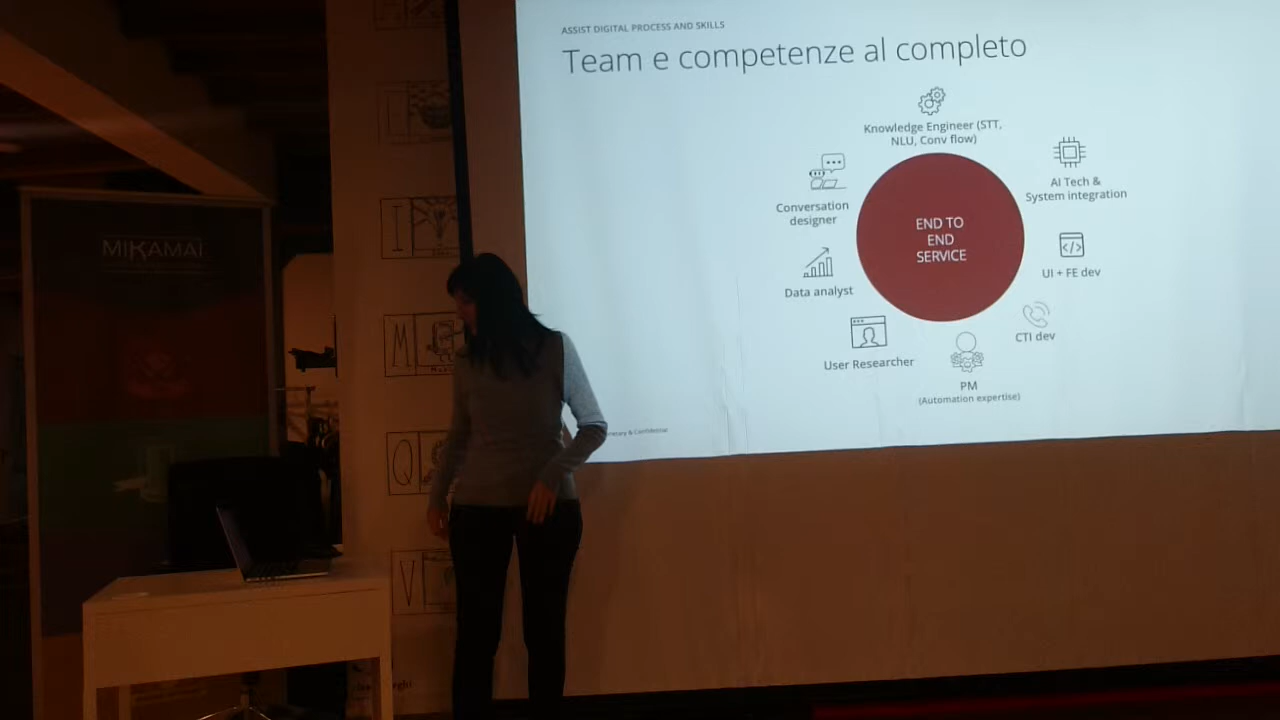 ASSIST DIGITAL PROCESS AND SKILLS
Team e competenze al completo
Knowledge Engineer (STT,
NLU, Conv flow)
AI Tech &
System integration
Conversation
designer
END TO
END
SERVICE
UI + FE dev
Data analyst
CTI dev
User Researcher
PM
(Automation expertise)
& Confidential
MIKAMAI
I
M
Q
V